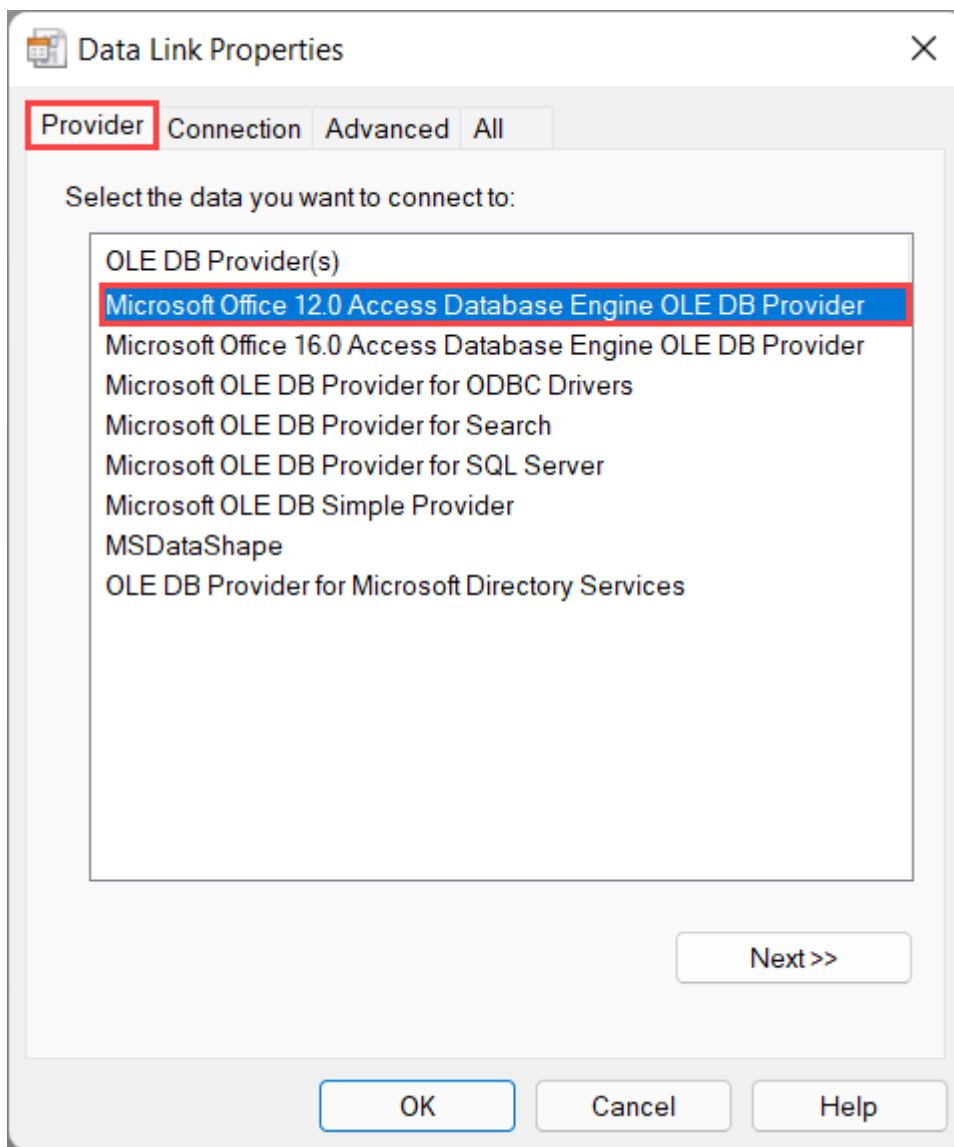 Data Link Properties
Provider Connection Advanced All
Select the data you want to connect to:
OLE DB Provider(s)
Microsoft Office 12.0 Access Database Engine OLE DB Provider
Microsoft Office 16.0 Access Database Engine OLE DB Provider
Microsoft OLE DB Provider for ODBC Drivers
Microsoft OLE DB Provider for Search
Microsoft OLE DB Provider for SQL Server
Microsoft OLE DB Simple Provider
MSDataShape
OLE DB Provider for Microsoft Directory Services
Next >>
OK Cancel Help